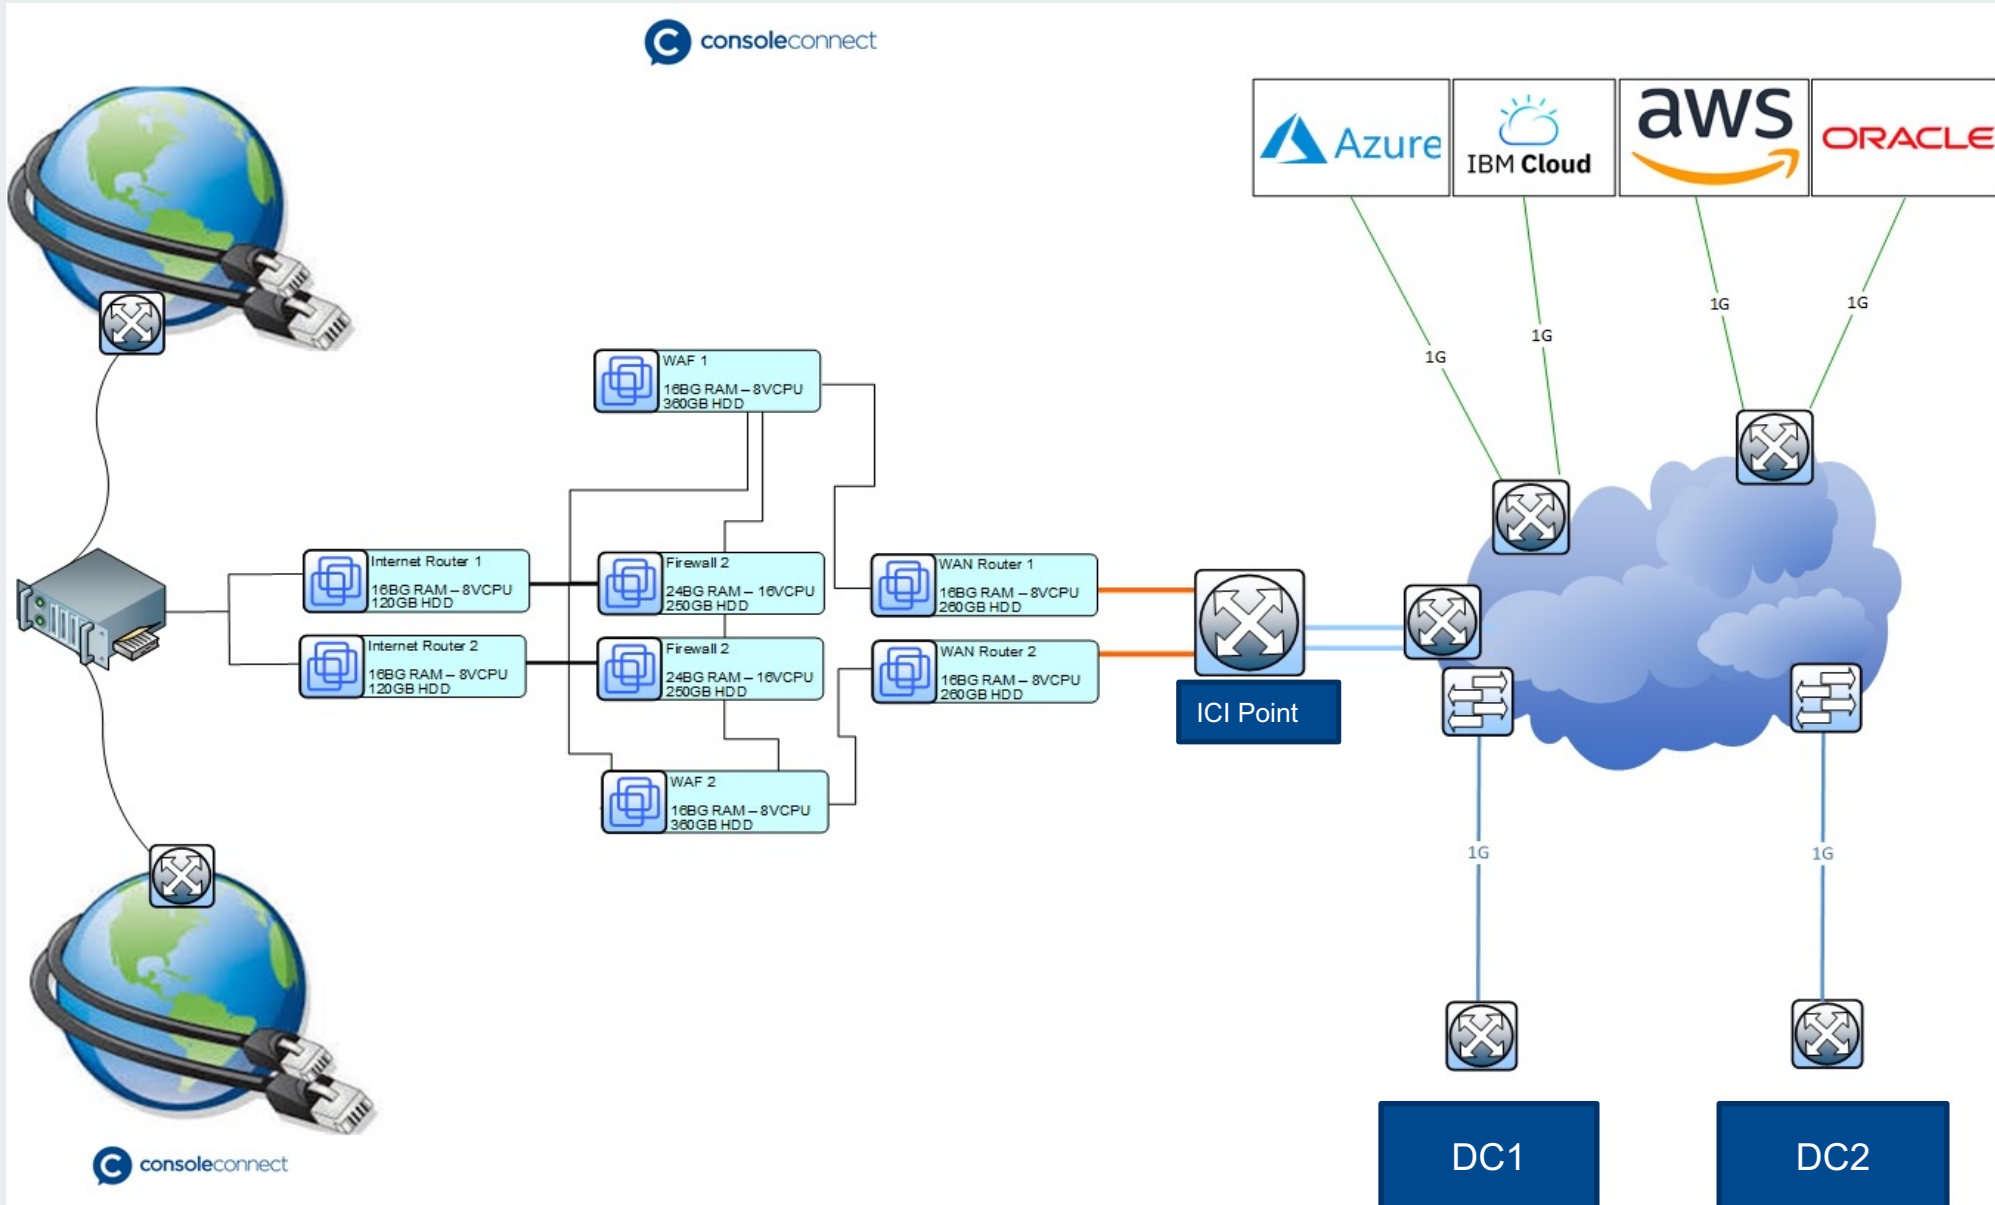 consoleconnect
Azure
IBM Cloud
aws
ORACLE
1G
1G
1G
1G
WAF 1
16BG RAM – 8VCPU
360GB HDD
Internet Router 1
16BG RAM – 8VCPU
120GB HDD
Firewall 2
24BG RAM – 16VCPU
250GB HDD
WAN Router 1
16BG RAM – 8VCPU
260GB HDD
Internet Router 2
16BG RAM – 8VCPU
120GB HDD
Firewall 2
24BG RAM – 16VCPU
250GB HDD
WAN Router 2
16BG RAM – 8VCPU
260GB HDD
ICI Point
WAF 2
16BG RAM – 8VCPU
360GB HDD
1G
1G
consoleconnect
DC1
DC2